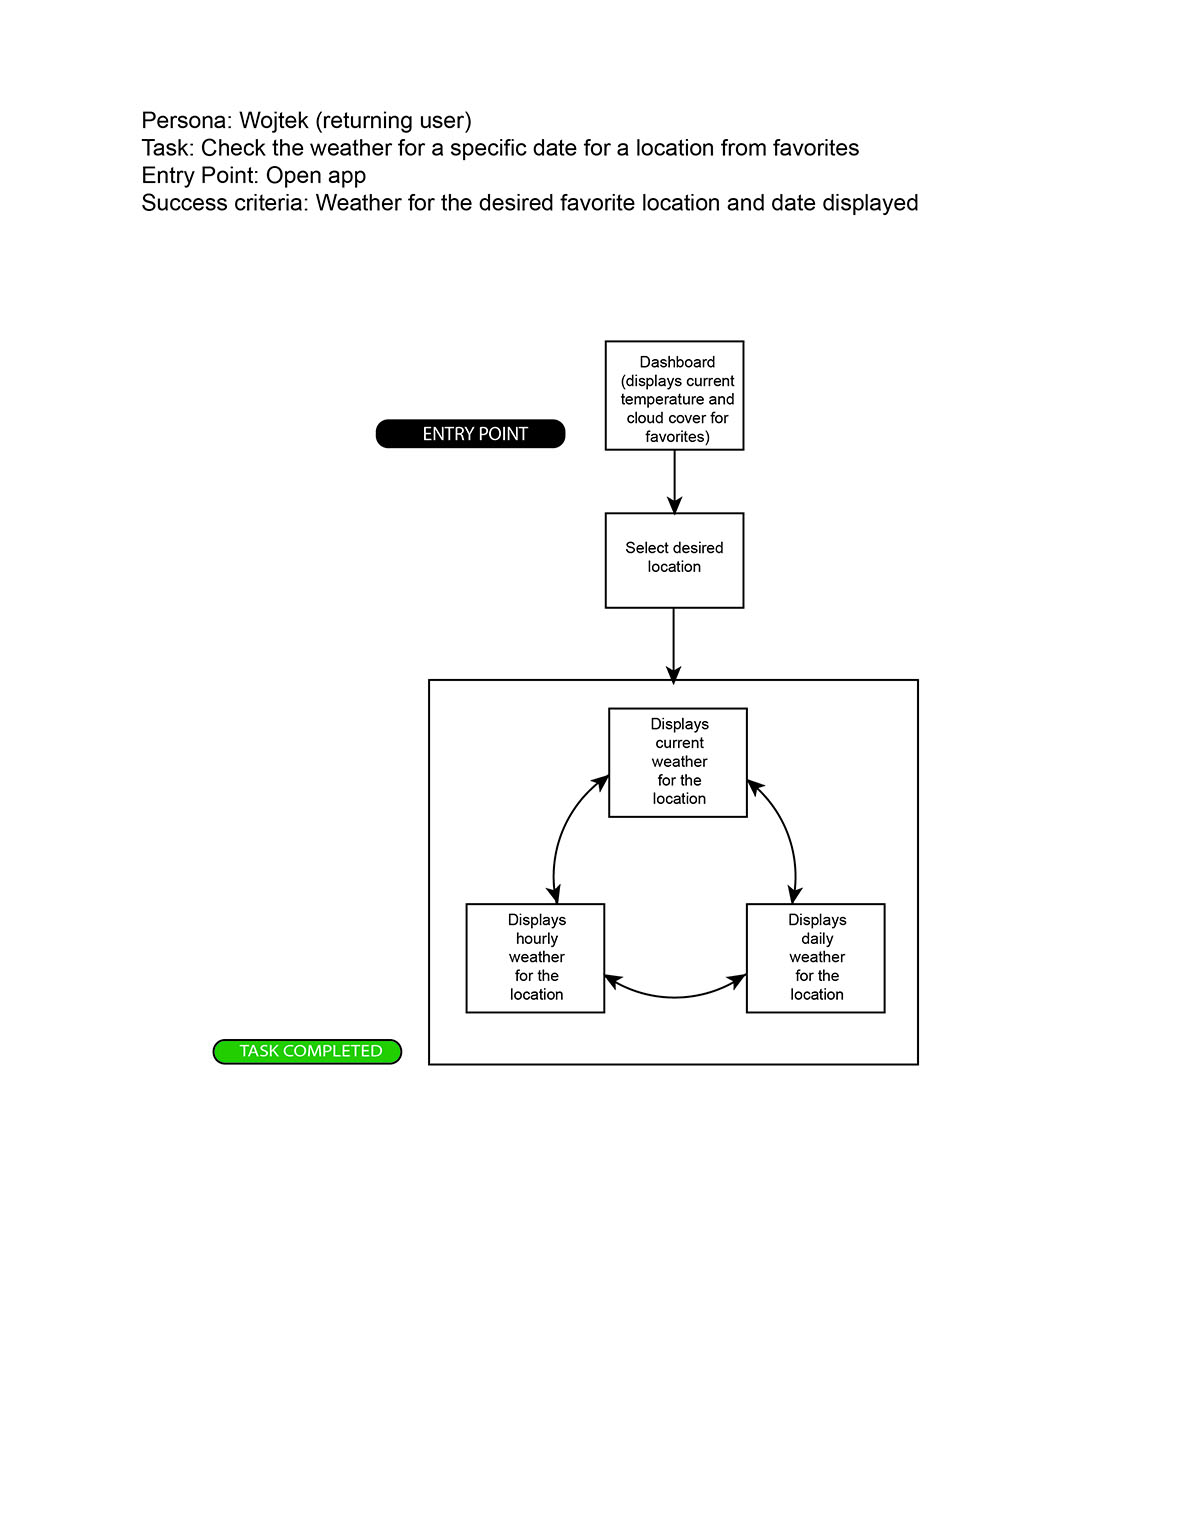 Persona: Wojtek (returning user)
Task: Check the weather for a specific date for a location from favorites
Entry Point: Open app
Success criteria: Weather for the desired favorite location and date displayed
Dashboard
(displays current
temperature and
cloud cover for
favorites)
ENTRY POINT
Select desired
location
Displays
current
weather
for the
location
Displays
hourly
weather
for the
location
Displays
daily
weather
for the
location
TASK COMPLETED